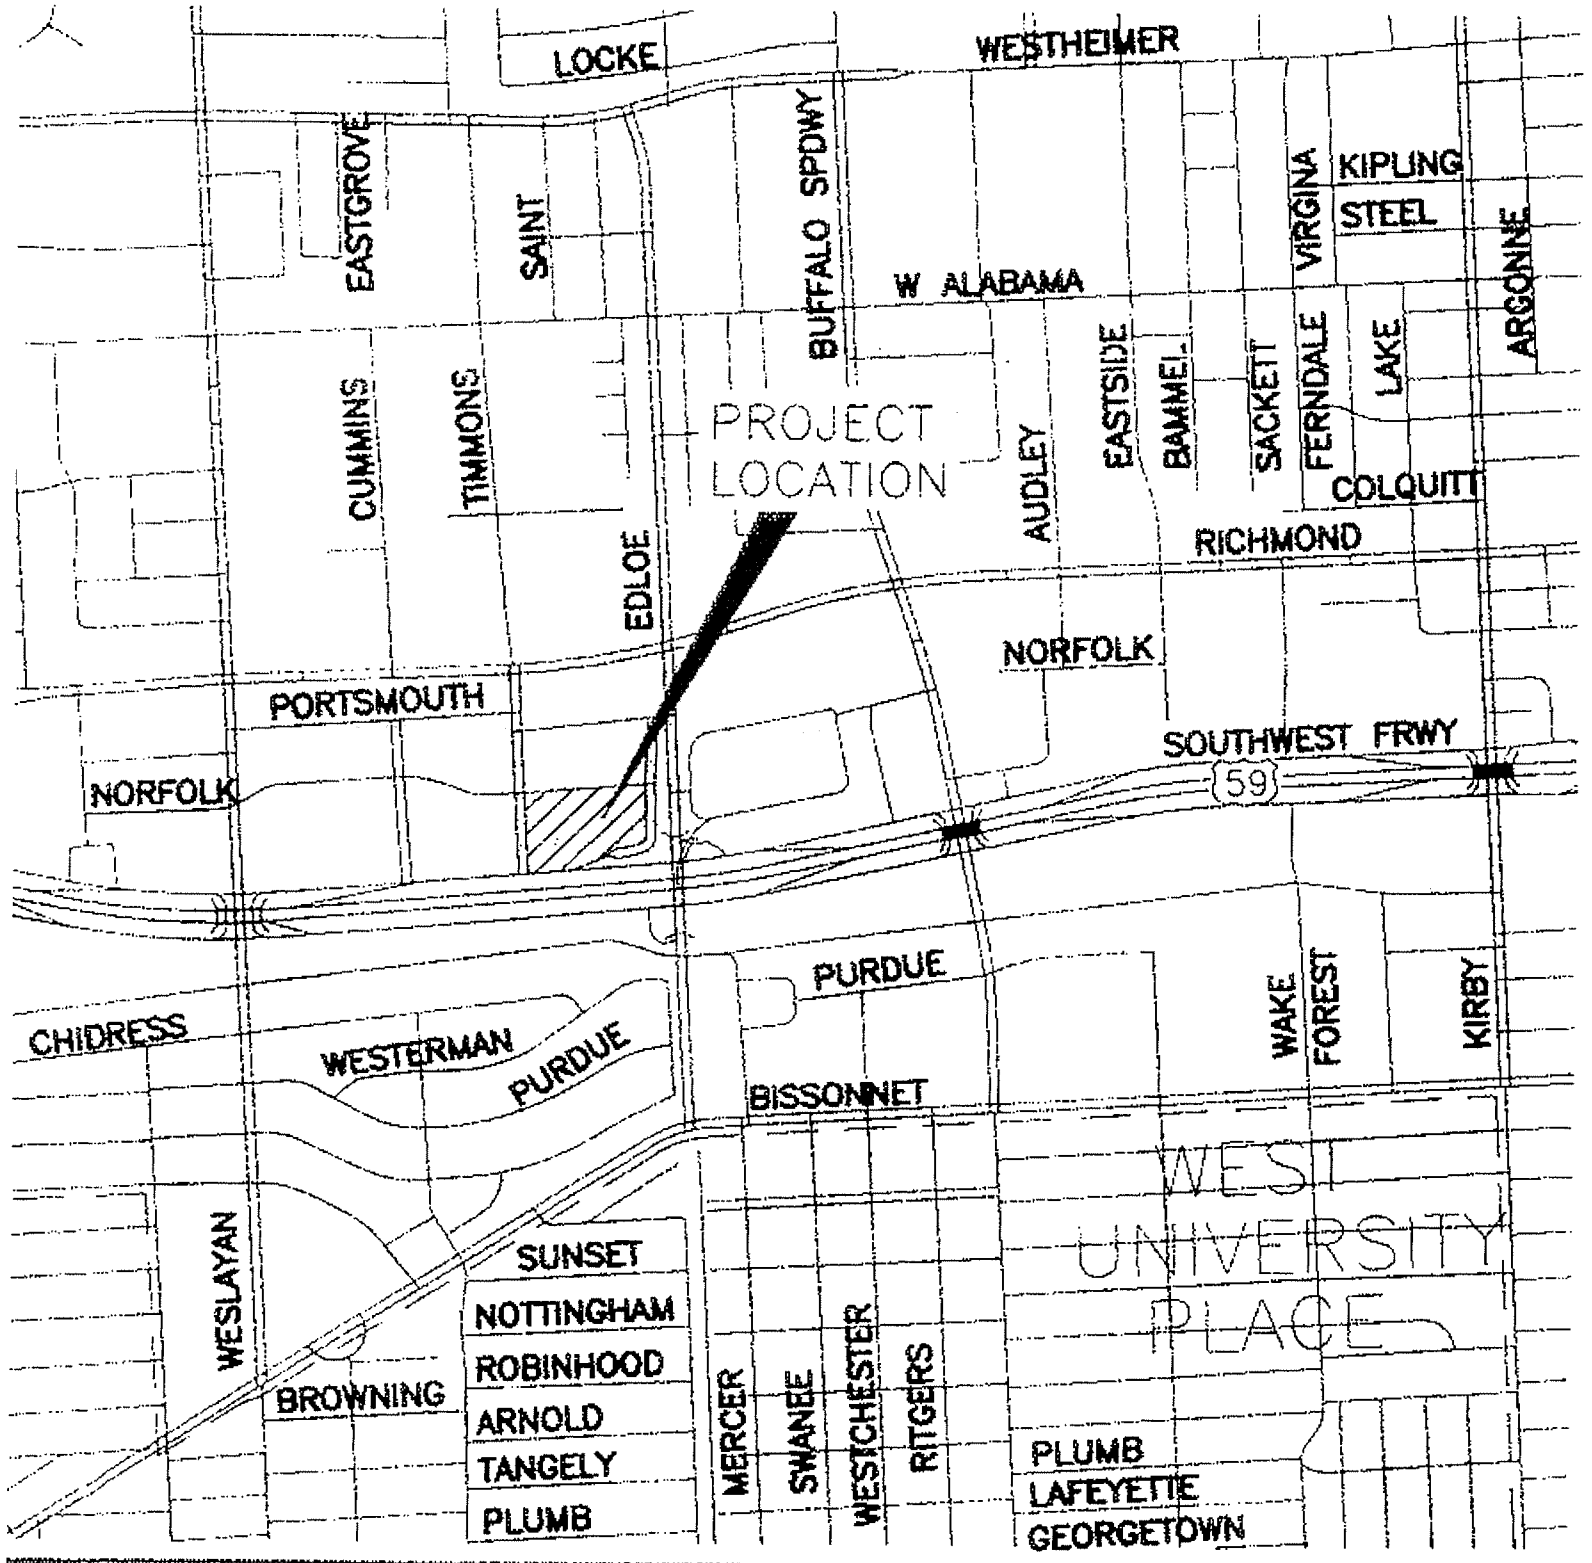 LOCKE
WESTHEIMER
EASTGROVE
SAINT
BUFFALO SPDWY
VIRGINA
KIPLING
STEEL
ARGONNE
W ALABAMA
CUMMINS
TIMMONS
EASTSIDE
BAMMEL
SACKETT
FERNDALE
LAKE
PROJECT
LOCATION
AUDLEY
COLQUITT
RICHMOND
EDLOE
NORFOLK
PORTSMOUTH
SOUTHWEST FRWY
59
NORFOLK
PURDUE
WAKE
FOREST
KIRBY
CHIDRESS
WESTERMAN
PURDUE
BISSONNET
WEST
UNIVERSITY
PLACE
WESLAYAN
SUNSET
NOTTINGHAM
ROBINHOOD
BROWNING
ARNOLD
TANGELY
PLUMB
MERCER
SWANEE
WESTCHESTER
RITGERS
PLUMB
LAFEYETTE
GEORGETOWN